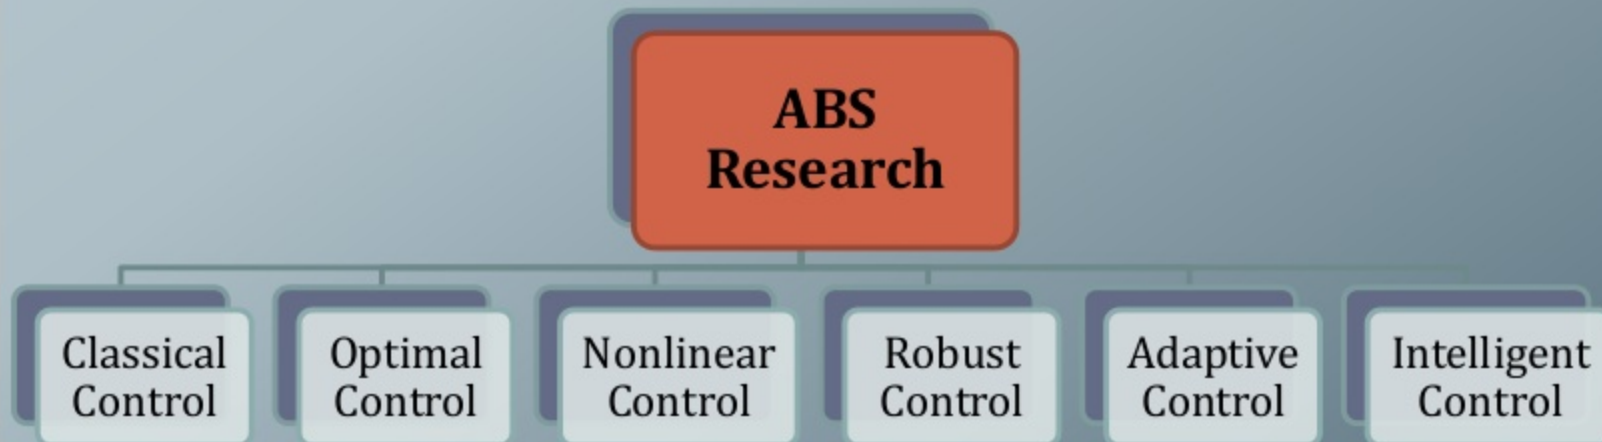 ABS
Research
Classical
Control
Optimal
Control
Nonlinear
Control
Robust
Control
Adaptive
Control
Intelligent
Control